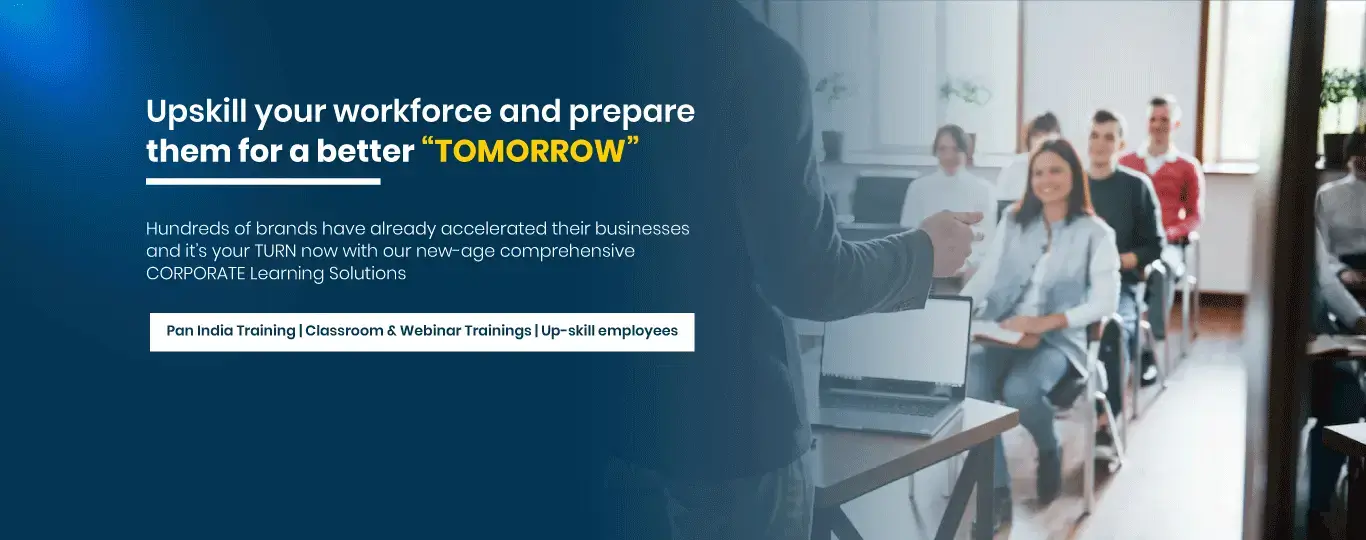 Upskill your workforce and prepare
them for a better “TOMORROW”
Hundreds of brands have already accelerated their businesses
and it's your TURN now with our new-age comprehensive
CORPORATE Learning Solutions
Pan India Training | Classroom & Webinar Trainings | Up-skill employees